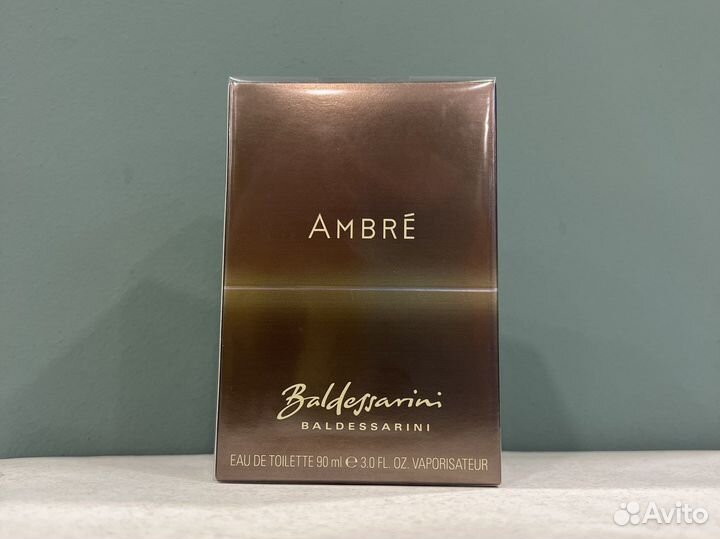 AMBRÉ
Baldessarini
BALDESSARINI
EAU DE TOILETTE 90 ml ℮ 3.0 FL. OZ. VAPORISATEUR
Avito